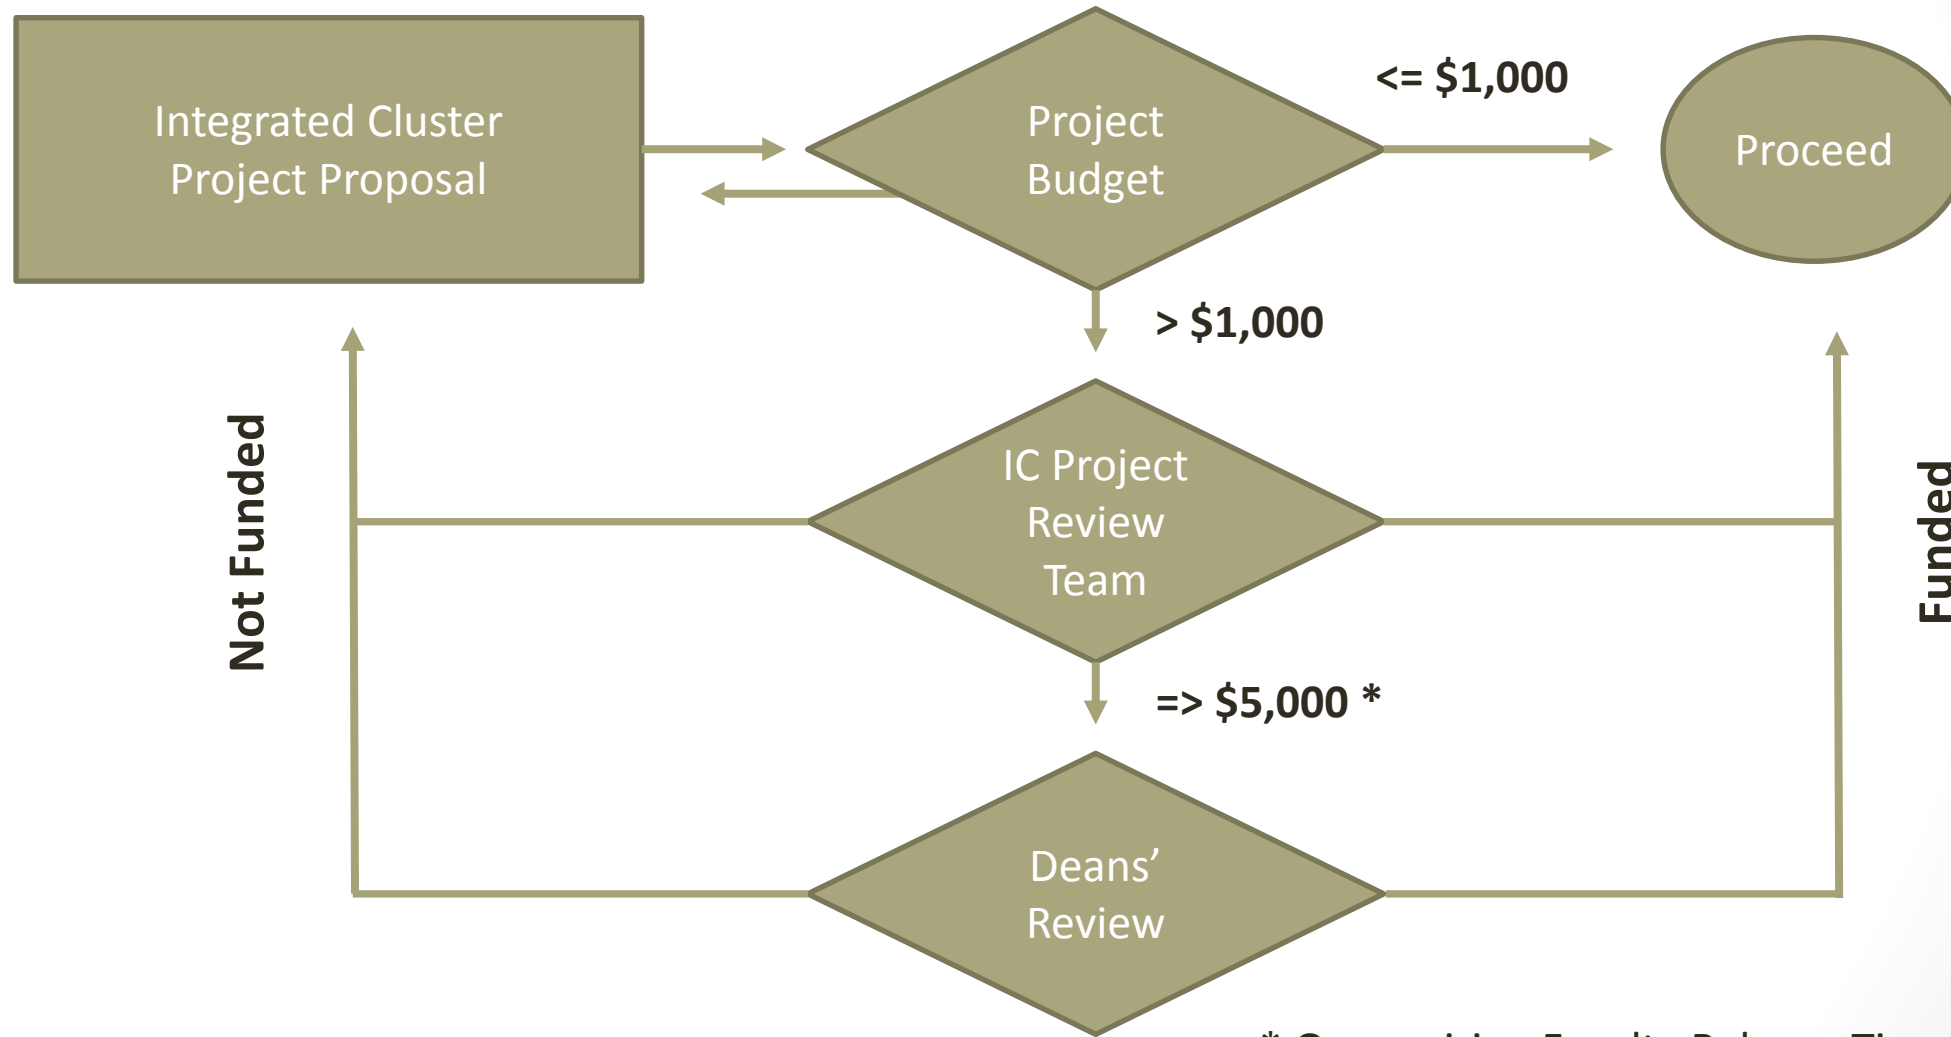 Integrated Cluster
Project Proposal
Project
Budget
<= $1,000
Proceed
> $1,000
Not Funded
IC Project
Review
Team
Funded
=> $5,000 *
Deans’
Review